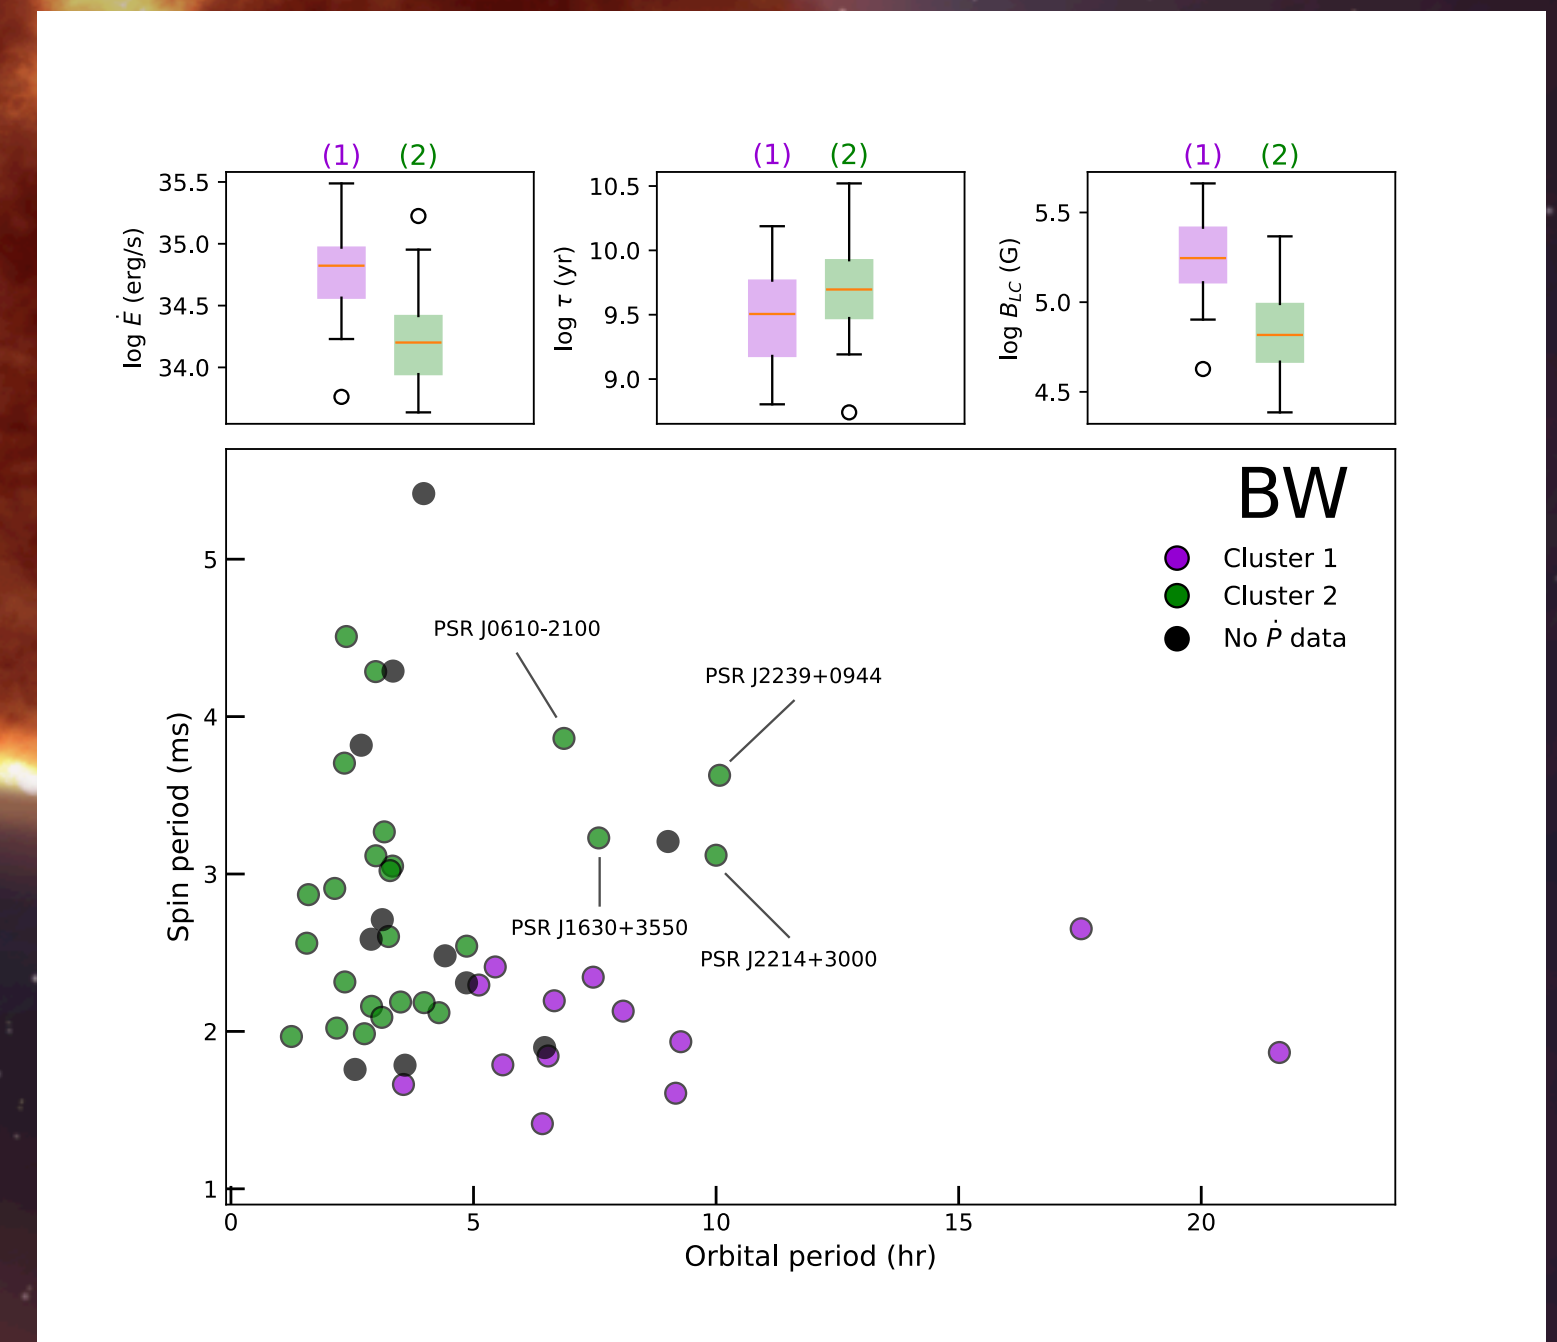 (1) (2)
35.5
35.0
34.5
34.0
log Ė (erg/s)
(1) (2)
10.5
10.0
9.5
9.0
log τ (yr)
(1) (2)
5.5
5.0
4.5
log B_LC (G)
BW
Cluster 1
Cluster 2
No Ṗ data
PSR J0610-2100
PSR J2239+0944
PSR J1630+3550
PSR J2214+3000
5
4
3
2
1
Spin period (ms)
0 5 10 15 20
Orbital period (hr)